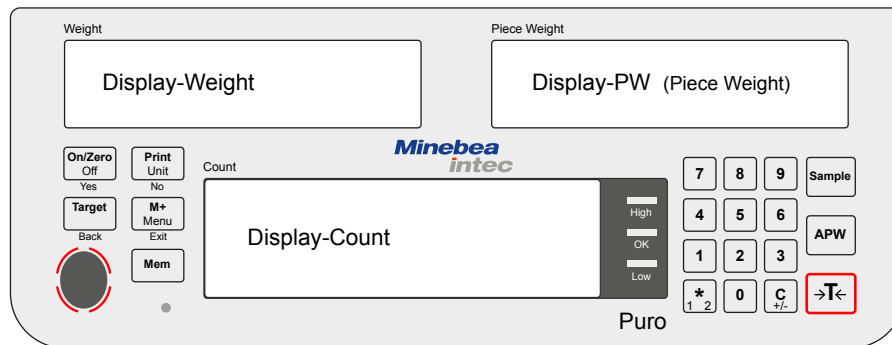 Weight
Piece Weight
Display-Weight
Display-PW (Piece Weight)
Minebea
intec
On/Zero
Off
Yes
Print
Unit
No
Target
Back
M+
Menu
Exit
Mem
Count
Display-Count
High
OK
Low
Puro
7 8 9 Sample
4 5 6
APW
1 2 3
* 1 2
0
C
+/-
→T←